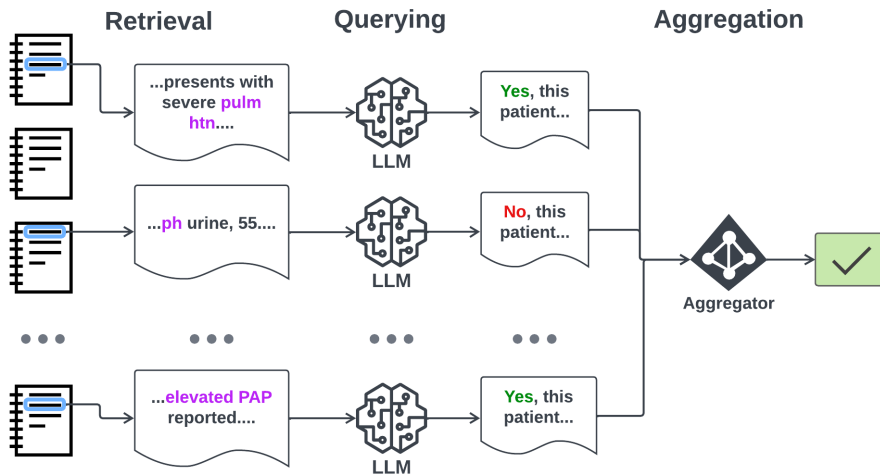 Retrieval
Querying
Aggregation
...presents with
severe pulm
htn....
LLM
Yes, this
patient...
...ph urine, 55....
LLM
No, this
patient...
Aggregator
...elevated PAP
reported....
LLM
Yes, this
patient...